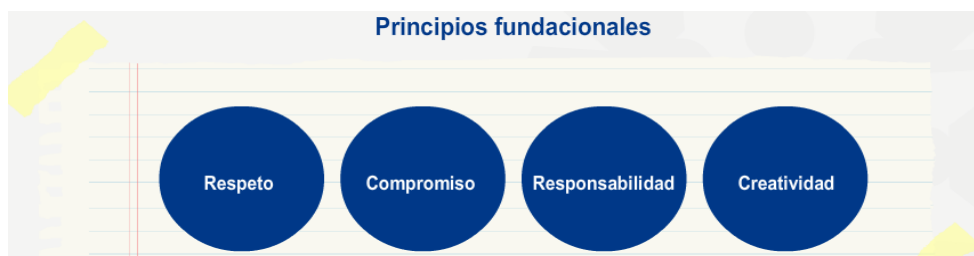 Principios fundacionales
Respeto Compromiso Responsabilidad Creatividad